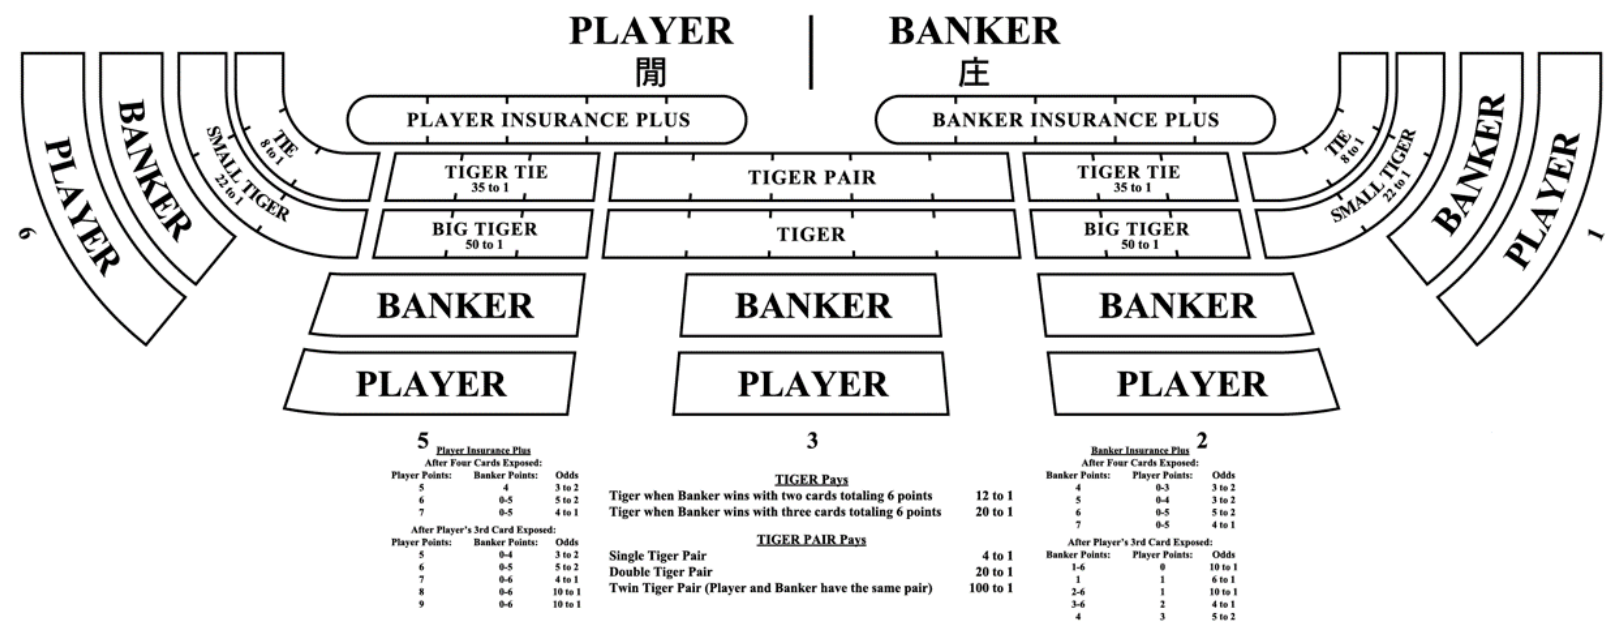 PLAYER
BANKER
閒
庄
PLAYER INSURANCE PLUS
BANKER INSURANCE PLUS
PLAYER
BANKER
SMALL TIGER
22 to 1
TIE
8 to 1
TIGER TIE
35 to 1
TIGER PAIR
TIGER TIE
35 to 1
TIE
8 to 1
SMALL TIGER
22 to 1
BANKER
PLAYER
6
1
BIG TIGER
50 to 1
TIGER
BIG TIGER
50 to 1
BANKER
BANKER
BANKER
PLAYER
PLAYER
PLAYER
5
3
2
Player Insurance Plus
After Four Cards Exposed:
Player Points: Banker Points: Odds
5 4 3 to 2
6 0-5 5 to 2
7 0-5 4 to 1
After Player's 3rd Card Exposed:
Player Points: Banker Points: Odds
5 0-4 3 to 2
6 0-5 5 to 2
7 0-6 4 to 1
8 0-6 10 to 1
9 0-6 10 to 1
TIGER Pays
Tiger when Banker wins with two cards totaling 6 points 12 to 1
Tiger when Banker wins with three cards totaling 6 points 20 to 1
TIGER PAIR Pays
Single Tiger Pair 4 to 1
Double Tiger Pair 20 to 1
Twin Tiger Pair (Player and Banker have the same pair) 100 to 1
Banker Insurance Plus
After Four Cards Exposed:
Banker Points: Player Points: Odds
4 0-3 3 to 2
5 0-4 3 to 2
6 0-5 5 to 2
7 0-5 4 to 1
After Player's 3rd Card Exposed:
Banker Points: Player Points: Odds
1-6 0 10 to 1
1 1 6 to 1
2-6 1 10 to 1
3-6 2 4 to 1
4 3 5 to 2